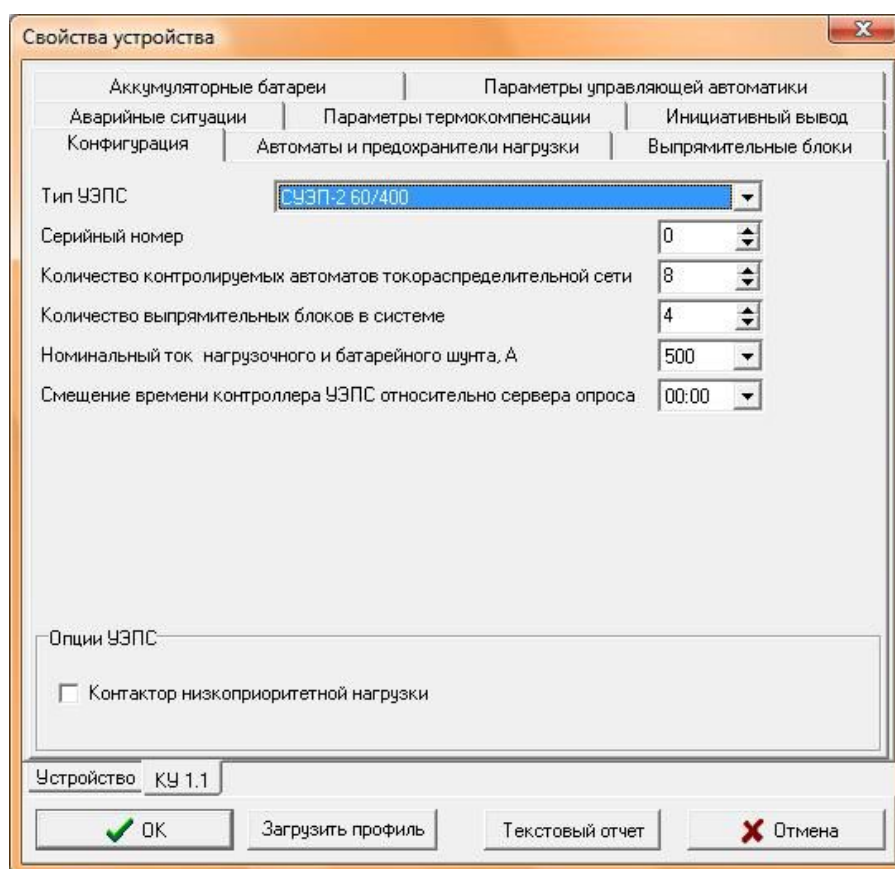 Свойства устройства
Аккумуляторные батареи Параметры управляющей автоматики
Аварийные ситуации Параметры термокомпенсации Инициативный вывод
Конфигурация Автоматы и предохранители нагрузки Выпрямительные блоки
Тип УЭПС СУЭП-2 60/400
Серийный номер 0
Количество контролируемых автоматов токораспределительной сети 8
Количество выпрямительных блоков в системе 4
Номинальный ток нагрузочного и батарейного шунта, А 500
Смещение времени контроллера УЭПС относительно сервера опроса 00:00
Опции УЭПС
Контактор низкоприоритетной нагрузки
Устройство КУ 1.1
OK Загрузить профиль Текстовый отчет Отмена